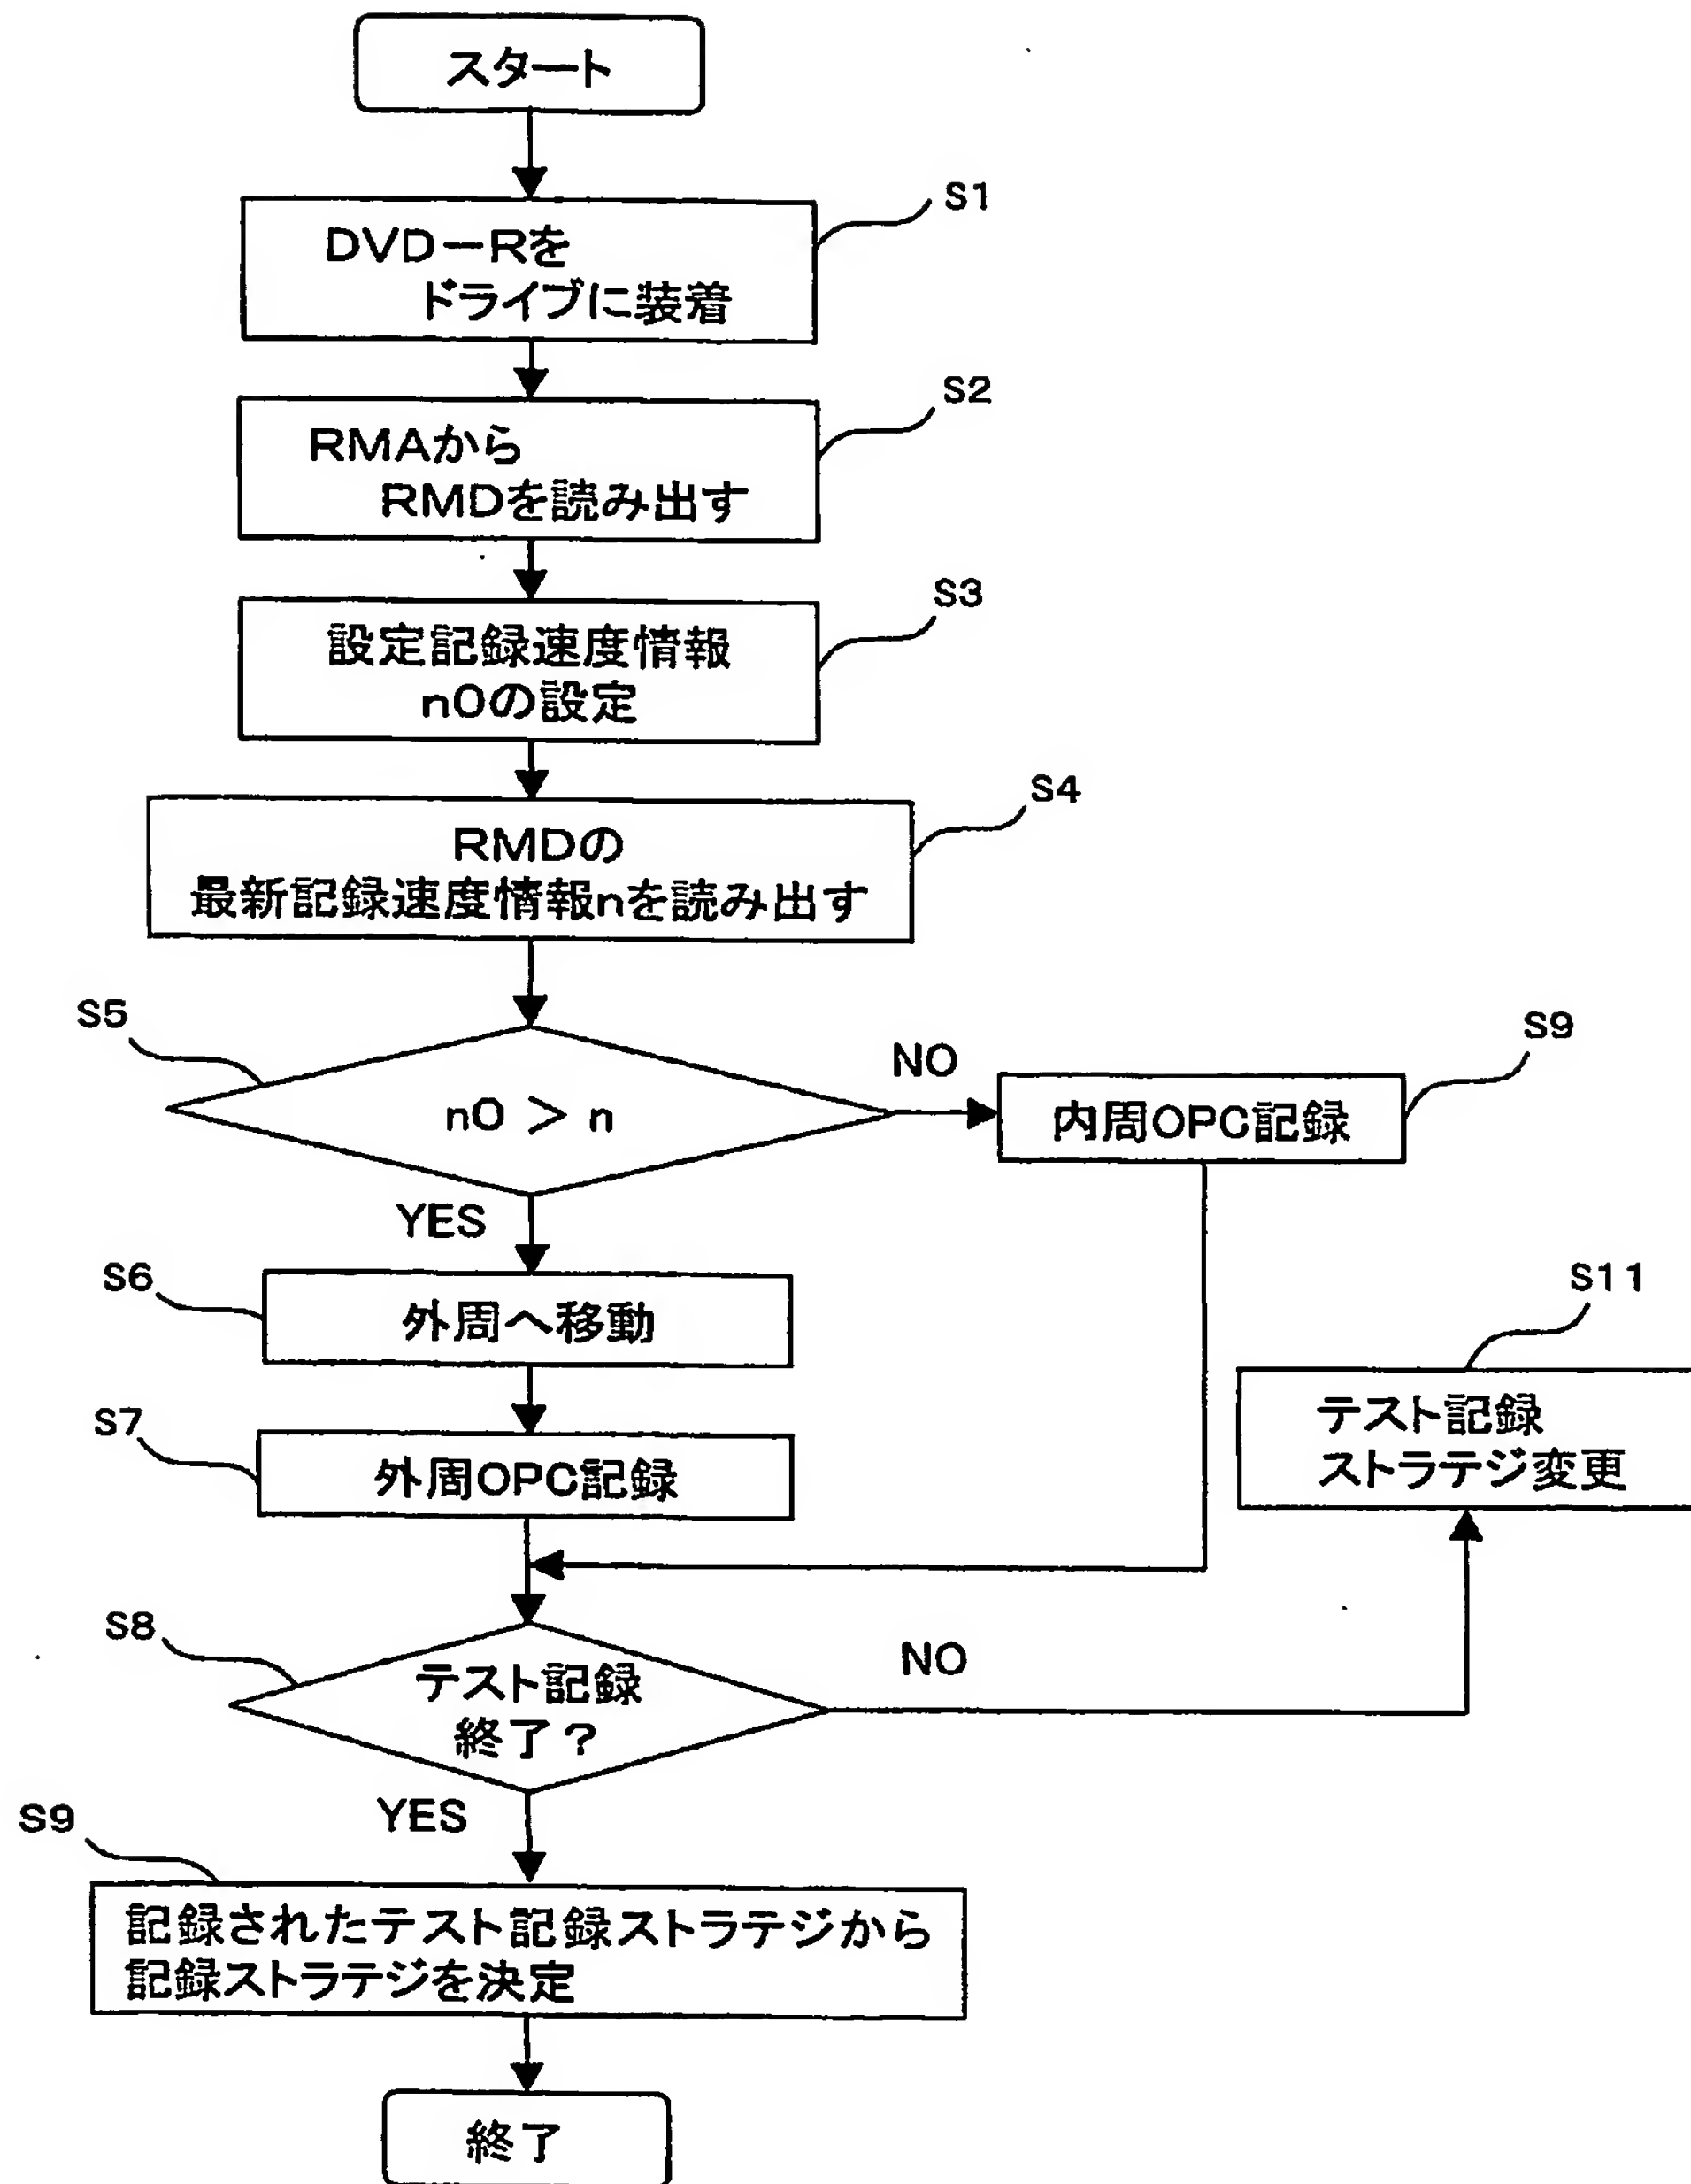 スタート
S1
DVD－Rを
ドライブに装着
S2
RMAから
RMDを読み出す
S3
設定記録速度情報
n0の設定
S4
RMDの
最新記録速度情報nを読み出す
S5
n0 ＞ n
NO
S9
内周OPC記録
YES
S6
外周へ移動
S11
テスト記録
ストラテジ変更
S7
外周OPC記録
S8
テスト記録
終了？
NO
YES
S9
記録されたテスト記録ストラテジから
記録ストラテジを決定
終了